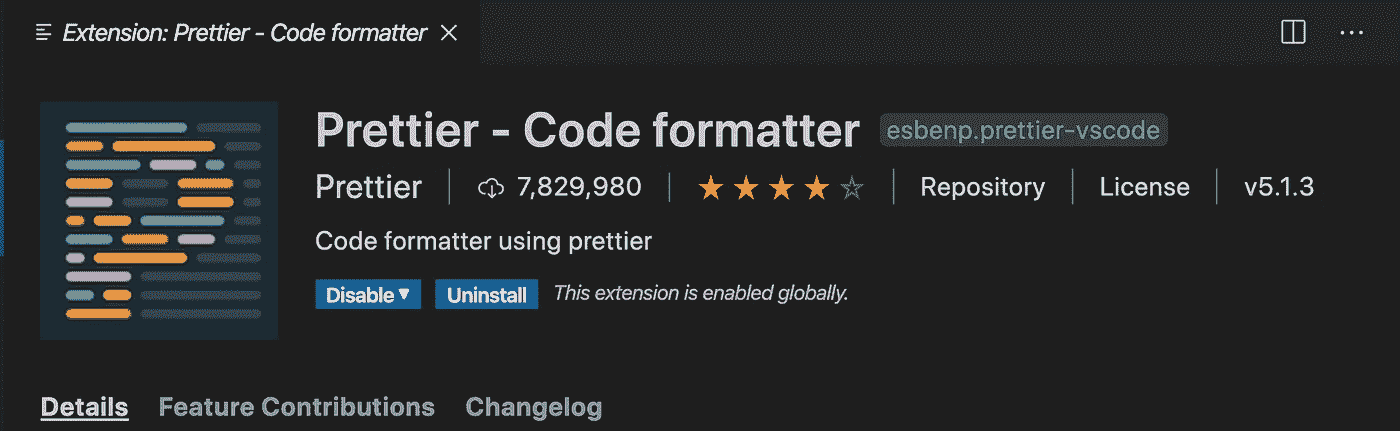 Extension: Prettier - Code formatter
Prettier - Code formatter esbenp.prettier-vscode
Prettier 7,829,980 Repository License v5.1.3
Code formatter using prettier
Disable Uninstall This extension is enabled globally.
Details Feature Contributions Changelog